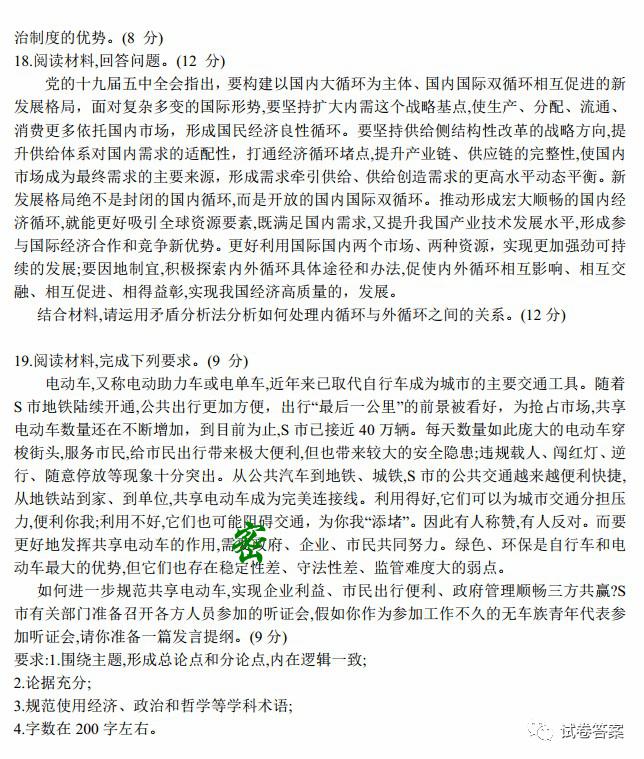 治制度的优势。(8 分)
18.阅读材料,回答问题。(12 分)
党的十九届五中全会指出，要构建以国内大循环为主体、国内国际双循环相互促进的新
发展格局，面对复杂多变的国际形势,要坚持扩大内需这个战略基点,使生产、分配、流通、
消费更多依托国内市场，形成国民经济良性循环。要坚持供给侧结构性改革的战略方向,提
升供给体系对国内需求的适配性，打通经济循环堵点,提升产业链、供应链的完整性,使国内
市场成为最终需求的主要来源，形成需求牵引供给、供给创造需求的更高水平动态平衡。新
发展格局绝不是封闭的国内循环,而是开放的国内国际双循环。推动形成宏大顺畅的国内经
济循环,就能更好吸引全球资源要素,既满足国内需求,又提升我国产业技术发展水平,形成参
与国际经济合作和竞争新优势。更好利用国际国内两个市场、两种资源，实现更加强劲可持
续的发展;要因地制宜,积极探索内外循环具体途径和办法,促使内外循环相互影响、相互交
融、相互促进、相得益彰,实现我国经济高质量的，发展。
结合材料,请运用矛盾分析法分析如何处理内循环与外循环之间的关系。(12 分)
19.阅读材料,完成下列要求。(9 分)
电动车,又称电动助力车或电单车,近年来已取代自行车成为城市的主要交通工具。随着
S 市地铁陆续开通,公共出行更加方便，出行“最后一公里”的前景被看好，为抢占市场,共享
电动车数量还在不断增加，到目前为止,S 市已接近 40 万辆。每天数量如此庞大的电动车穿
梭街头,服务市民,给市民出行带来极大便利,但也带来较大的安全隐患;违规载人、闯红灯、逆
行、随意停放等现象十分突出。从公共汽车到地铁、城铁,S 市的公共交通越来越便利快捷,
从地铁站到家、到单位,共享电动车成为完美连接线。利用得好,它们可以为城市交通分担压
力,便利你我;利用不好,它们也可能阻碍交通，为你我“添堵”。因此有人称赞,有人反对。而要
更好地发挥共享电动车的作用,需政府、企业、市民共同努力。绿色、环保是自行车和电
动车最大的优势,但它们也存在稳定性差、守法性差、监管难度大的弱点。
如何进一步规范共享电动车,实现企业利益、市民出行便利、政府管理顺畅三方共赢?S
市有关部门准备召开各方人员参加的听证会,假如你作为参加工作不久的无车族青年代表参
加听证会,请你准备一篇发言提纲。(9 分)
要求:1.围绕主题,形成总论点和分论点,内在逻辑一致;
2.论据充分;
3.规范使用经济、政治和哲学等学科术语;
4.字数在 200 字左右。
密
试卷答案